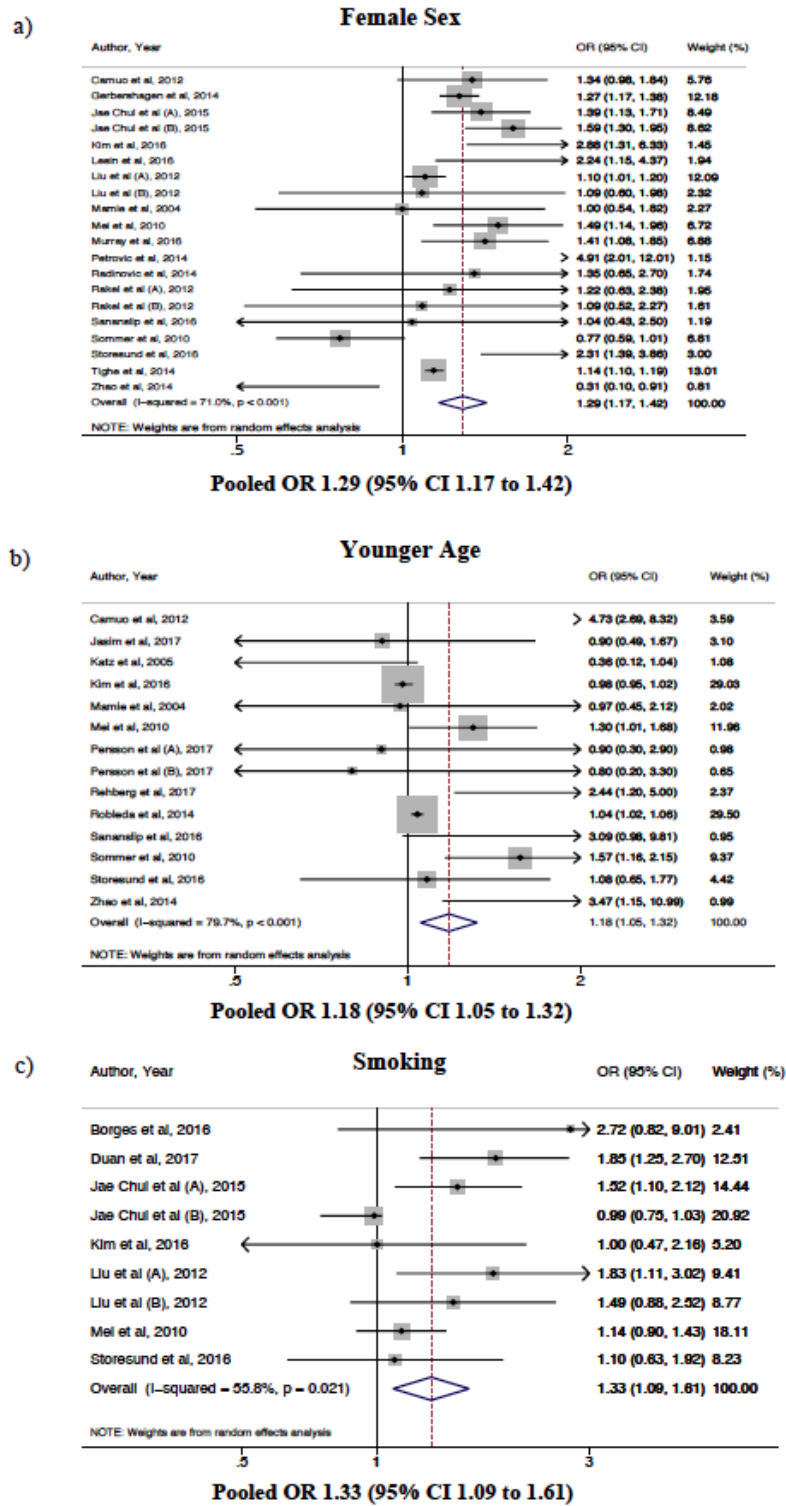 a)
Female Sex
Author, Year OR (95% CI) Weight (%)
Camuo et al, 2012 1.34 (0.98, 1.84) 5.76
Gerbershagen et al, 2014 1.27 (1.17, 1.38) 12.18
Jae Chul et al (A), 2015 1.39 (1.13, 1.71) 8.49
Jae Chul et al (B), 2015 1.59 (1.30, 1.95) 8.62
Kim et al, 2016 2.88 (1.31, 6.33) 1.45
Lesin et al, 2016 2.24 (1.15, 4.37) 1.94
Liu et al (A), 2012 1.10 (1.01, 1.20) 12.09
Liu et al (B), 2012 1.09 (0.60, 1.98) 2.32
Mamie et al, 2004 1.00 (0.54, 1.82) 2.27
Mei et al, 2010 1.49 (1.14, 1.96) 6.72
Murray et al, 2016 1.41 (1.08, 1.85) 6.88
Petrovic et al, 2014 4.91 (2.01, 12.01) 1.15
Radinovic et al, 2014 1.35 (0.65, 2.70) 1.74
Rakel et al (A), 2012 1.22 (0.63, 2.38) 1.95
Rakel et al (B), 2012 1.09 (0.52, 2.27) 1.61
Sananslip et al, 2016 1.04 (0.43, 2.50) 1.19
Sommer et al, 2010 0.77 (0.59, 1.01) 6.81
Storesund et al, 2016 2.31 (1.39, 3.86) 3.00
Tighe et al, 2014 1.14 (1.10, 1.19) 13.01
Zhao et al, 2014 0.31 (0.10, 0.91) 0.81
Overall (I-squared = 71.0%, p < 0.001) 1.29 (1.17, 1.42) 100.00
NOTE: Weights are from random effects analysis
.5 1 2
Pooled OR 1.29 (95% CI 1.17 to 1.42)
b)
Younger Age
Author, Year OR (95% CI) Weight (%)
Camuo et al, 2012 4.73 (2.69, 8.32) 3.59
Jasim et al, 2017 0.90 (0.49, 1.67) 3.10
Katz et al, 2005 0.36 (0.12, 1.04) 1.08
Kim et al, 2016 0.98 (0.95, 1.02) 29.03
Mamie et al, 2004 0.97 (0.45, 2.12) 2.02
Mei et al, 2010 1.30 (1.01, 1.68) 11.96
Persson et al (A), 2017 0.90 (0.30, 2.90) 0.98
Persson et al (B), 2017 0.80 (0.20, 3.30) 0.65
Rehberg et al, 2017 2.44 (1.20, 5.00) 2.37
Robleda et al, 2014 1.04 (1.02, 1.06) 29.50
Sananslip et al, 2016 3.09 (0.98, 9.81) 0.95
Sommer et al, 2010 1.57 (1.16, 2.15) 9.37
Storesund et al, 2016 1.08 (0.65, 1.77) 4.42
Zhao et al, 2014 3.47 (1.15, 10.99) 0.99
Overall (I-squared = 79.7%, p < 0.001) 1.18 (1.05, 1.32) 100.00
NOTE: Weights are from random effects analysis
.5 1 2
Pooled OR 1.18 (95% CI 1.05 to 1.32)
c)
Smoking
Author, Year OR (95% CI) Weight (%)
Borges et al, 2016 2.72 (0.82, 9.01) 2.41
Duan et al, 2017 1.85 (1.25, 2.70) 12.51
Jae Chul et al (A), 2015 1.52 (1.10, 2.12) 14.44
Jae Chul et al (B), 2015 0.99 (0.75, 1.03) 20.92
Kim et al, 2016 1.00 (0.47, 2.16) 5.20
Liu et al (A), 2012 1.83 (1.11, 3.02) 9.41
Liu et al (B), 2012 1.49 (0.88, 2.52) 8.77
Mei et al, 2010 1.14 (0.90, 1.43) 18.11
Storesund et al, 2016 1.10 (0.63, 1.92) 8.23
Overall (I-squared = 55.8%, p = 0.021) 1.33 (1.09, 1.61) 100.00
NOTE: Weights are from random effects analysis
.5 1 3
Pooled OR 1.33 (95% CI 1.09 to 1.61)